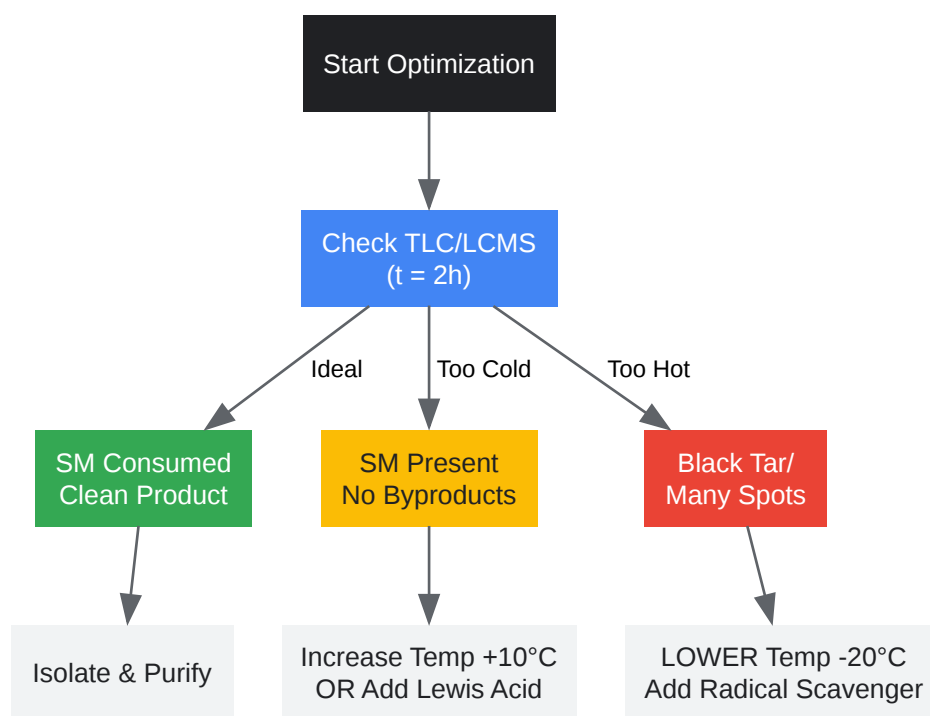 Start Optimization
Check TLC/LCMS
(t = 2h)
Ideal
Too Cold
Too Hot
SM Consumed
Clean Product
SM Present
No Byproducts
Black Tar/
Many Spots
Isolate & Purify
Increase Temp +10°C
OR Add Lewis Acid
LOWER Temp -20°C
Add Radical Scavenger